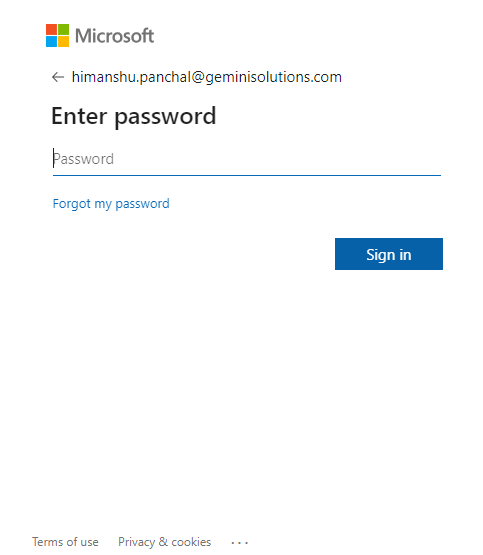 Microsoft
himanshu.panchal@geminisolutions.com
Enter password
Password
Forgot my password
Sign in
Terms of use Privacy & cookies ...